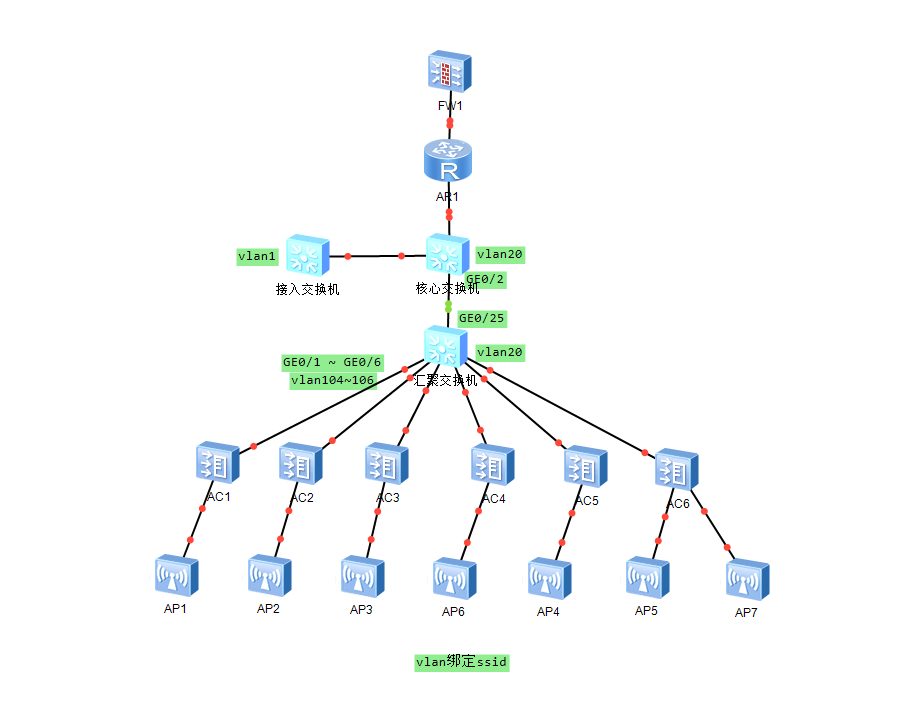 FW1
AR1
vlan1
vlan20
接入交换机
核心交换机
GE0/2
GE0/25
vlan20
GE0/1 ~ GE0/6
vlan104~106
汇聚交换机
AC1
AC2
AC3
AC4
AC5
AC6
AP1
AP2
AP3
AP6
AP4
AP5
AP7
vlan绑定ssid